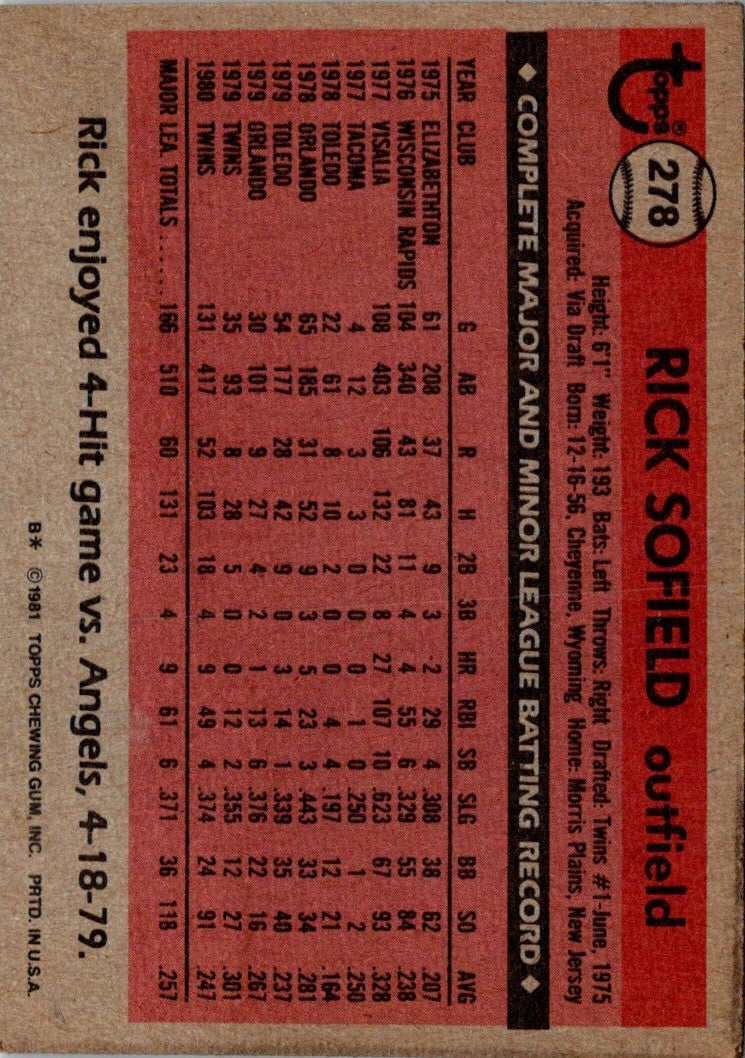 Topps®
278
RICK SOFIELD outfield
Height: 6'1" Weight: 193 Bats: Left Throws: Right Drafted: Twins #1-June, 1975
Acquired: Via Draft Born: 12-16-56, Cheyenne, Wyoming Home: Morris Plains, New Jersey
◆ COMPLETE MAJOR AND MINOR LEAGUE BATTING RECORD ◆
YEAR CLUB G AB R H 2B 3B HR RBI SB SLG BB SO AVG
1975 ELIZABETHTON 61 208 37 43 9 3 2 29 4 .308 38 62 .207
1976 WISCONSIN RAPIDS 104 340 43 81 11 4 4 55 6 .329 55 84 .238
1977 VISALIA 108 403 106 132 22 8 27 107 10 .623 67 93 .328
1977 TACOMA 4 12 3 3 0 0 0 1 0 .250 1 2 .250
1978 TOLEDO 22 61 8 10 2 0 0 4 4 .197 12 21 .164
1978 ORLANDO 65 185 31 52 9 3 5 23 3 .443 33 34 .281
1979 TOLEDO 54 177 28 42 9 0 3 14 1 .339 35 40 .237
1979 ORLANDO 30 101 9 27 4 2 1 13 6 .376 22 16 .267
1979 TWINS 35 93 8 28 5 0 0 12 2 .355 12 27 .301
1980 TWINS 131 417 52 103 18 4 9 49 4 .374 24 91 .247
MAJOR LEA. TOTALS ...... 166 510 60 131 23 4 9 61 6 .371 36 118 .257
Rick enjoyed 4-Hit game vs. Angels, 4-18-79.
B* ©1981 TOPPS CHEWING GUM, INC. PRTD. IN U.S.A.